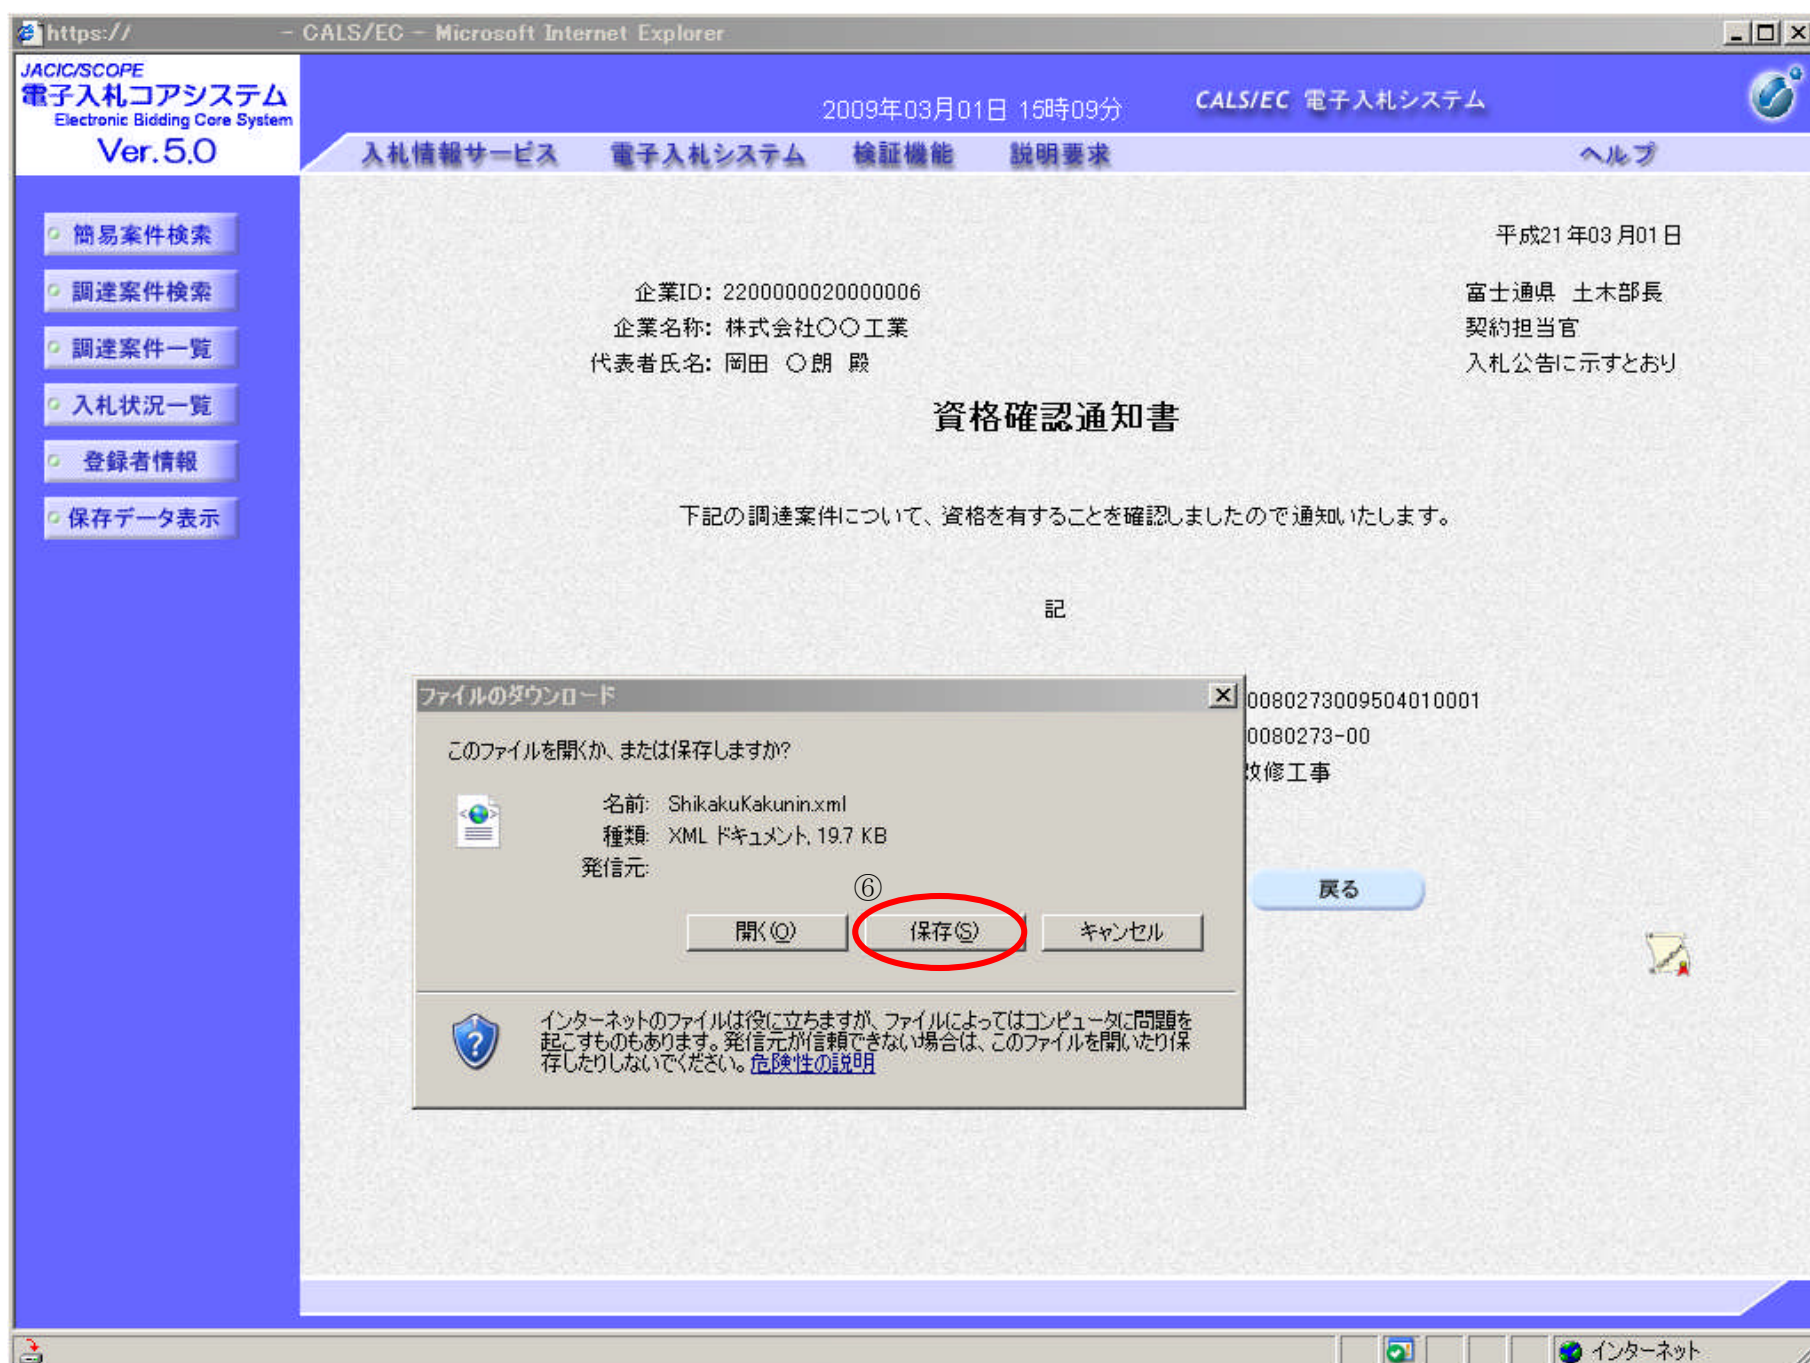 https://　　　　- CALS/EC - Microsoft Internet Explorer
JACIC/SCOPE
電子入札コアシステム
Electronic Bidding Core System
Ver.5.0
2009年03月01日 15時09分
CALS/EC 電子入札システム
入札情報サービス 電子入札システム 検証機能 説明要求 ヘルプ
簡易案件検索
調達案件検索
調達案件一覧
入札状況一覧
登録者情報
保存データ表示
平成21年03月01日
企業ID: 2200000020000006
企業名称: 株式会社〇〇工業
代表者氏名: 岡田 〇朗 殿
富士通県 土木部長
契約担当官
入札公告に示すとおり
資格確認通知書
下記の調達案件について、資格を有することを確認しましたので通知いたします。
記
0080273009504010001
0080273-00
改修工事
戻る
ファイルのダウンロード
このファイルを開くか、または保存しますか?
名前: ShikakuKakunin.xml
種類: XML ドキュメント, 19.7 KB
発信元:
⑥
開く(O) 保存(S) キャンセル
インターネットのファイルは役に立ちますが、ファイルによってはコンピュータに問題を
起こすものもあります。発信元が信頼できない場合は、このファイルを開いたり保
存したりしないでください。危険性の説明
インターネット